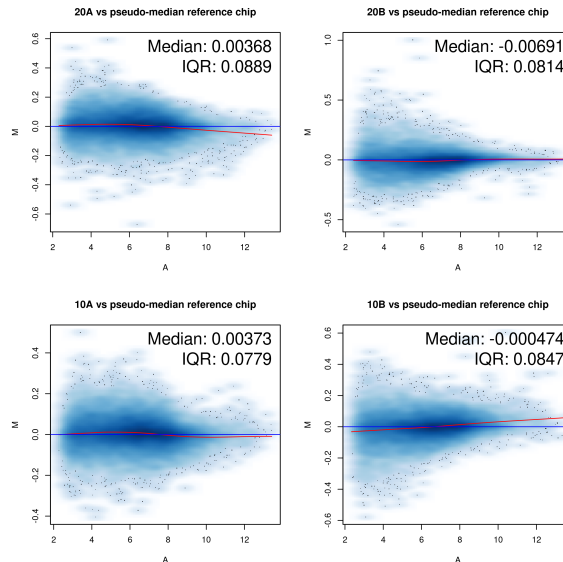 20A vs pseudo-median reference chip
Median: 0.00368
IQR: 0.0889
0.6
0.4
0.2
0.0
-0.2
-0.4
-0.6
M
2 4 6 8 10 12
A
20B vs pseudo-median reference chip
Median: -0.00691
IQR: 0.0814
1.0
0.5
0.0
-0.5
M
2 4 6 8 10 12
A
10A vs pseudo-median reference chip
Median: 0.00373
IQR: 0.0779
0.4
0.2
0.0
-0.2
-0.4
M
2 4 6 8 10 12
A
10B vs pseudo-median reference chip
Median: -0.000474
IQR: 0.0847
0.6
0.4
0.2
0.0
-0.2
-0.4
-0.6
M
2 4 6 8 10 12
A